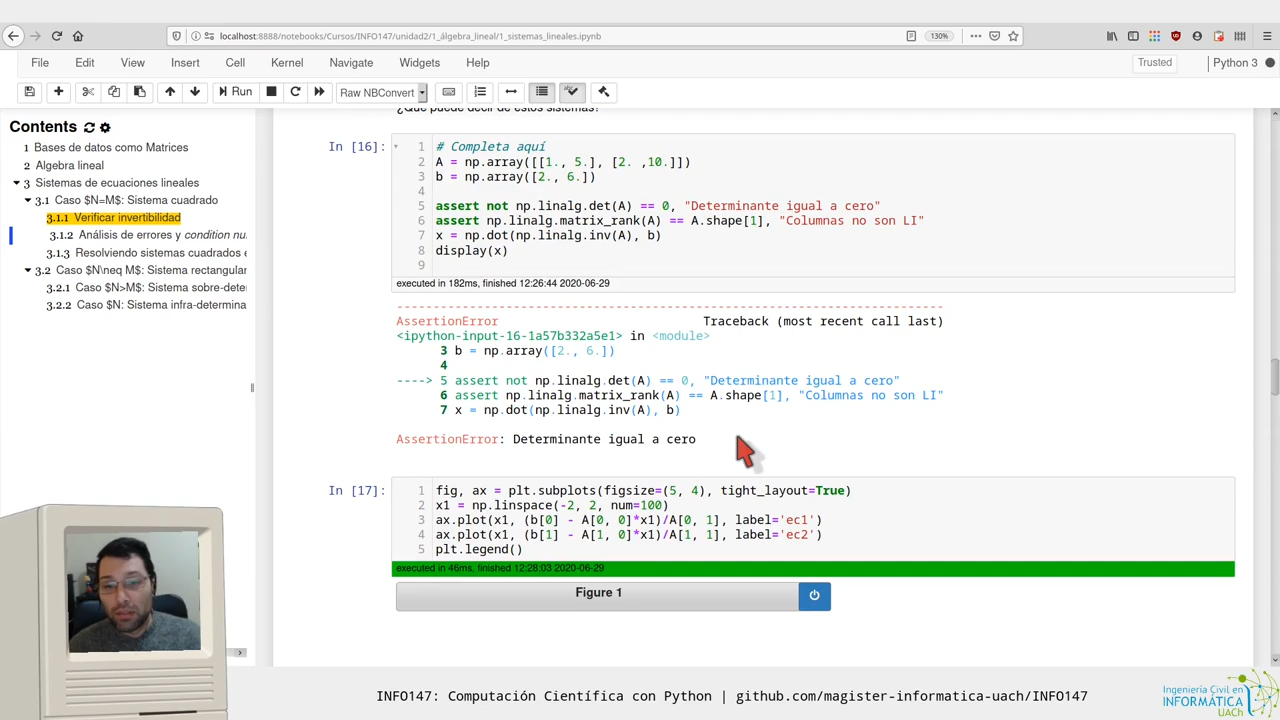 localhost:8888/notebooks/Cursos/INFO147/unidad2/1_álgebra_lineal/1_sistemas_lineales.ipynb
130%
File Edit View Insert Cell Kernel Navigate Widgets Help
Trusted
Python 3
Run
Raw NBConvert
Contents
1 Bases de datos como Matrices
2 Algebra lineal
3 Sistemas de ecuaciones lineales
3.1 Caso $N=M$: Sistema cuadrado
3.1.1 Verificar invertibilidad
3.1.2 Análisis de errores y condition nu
3.1.3 Resolviendo sistemas cuadrados e
3.2 Caso $N\neq M$: Sistema rectangular
3.2.1 Caso $N>M$: Sistema sobre-dete
3.2.2 Caso $N: Sistema infra-determina
¿Qué puede decir de estos sistemas?
In [16]:
1 # Completa aquí
2 A = np.array([[1., 5.], [2. ,10.]])
3 b = np.array([2., 6.])
4
5 assert not np.linalg.det(A) == 0, "Determinante igual a cero"
6 assert np.linalg.matrix_rank(A) == A.shape[1], "Columnas no son LI"
7 x = np.dot(np.linalg.inv(A), b)
8 display(x)
9
executed in 182ms, finished 12:26:44 2020-06-29
---------------------------------------------------------------------------
AssertionError Traceback (most recent call last)
<ipython-input-16-1a57b332a5e1> in <module>
3 b = np.array([2., 6.])
4
----> 5 assert not np.linalg.det(A) == 0, "Determinante igual a cero"
6 assert np.linalg.matrix_rank(A) == A.shape[1], "Columnas no son LI"
7 x = np.dot(np.linalg.inv(A), b)
AssertionError: Determinante igual a cero
In [17]:
1 fig, ax = plt.subplots(figsize=(5, 4), tight_layout=True)
2 x1 = np.linspace(-2, 2, num=100)
3 ax.plot(x1, (b[0] - A[0, 0]*x1)/A[0, 1], label='ec1')
4 ax.plot(x1, (b[1] - A[1, 0]*x1)/A[1, 1], label='ec2')
5 plt.legend()
executed in 46ms, finished 12:28:03 2020-06-29
Figure 1
INFO147: Computación Científica con Python | github.com/magister-informatica-uach/INFO147
Ingeniería Civil en
INFORMÁTICA
UACh